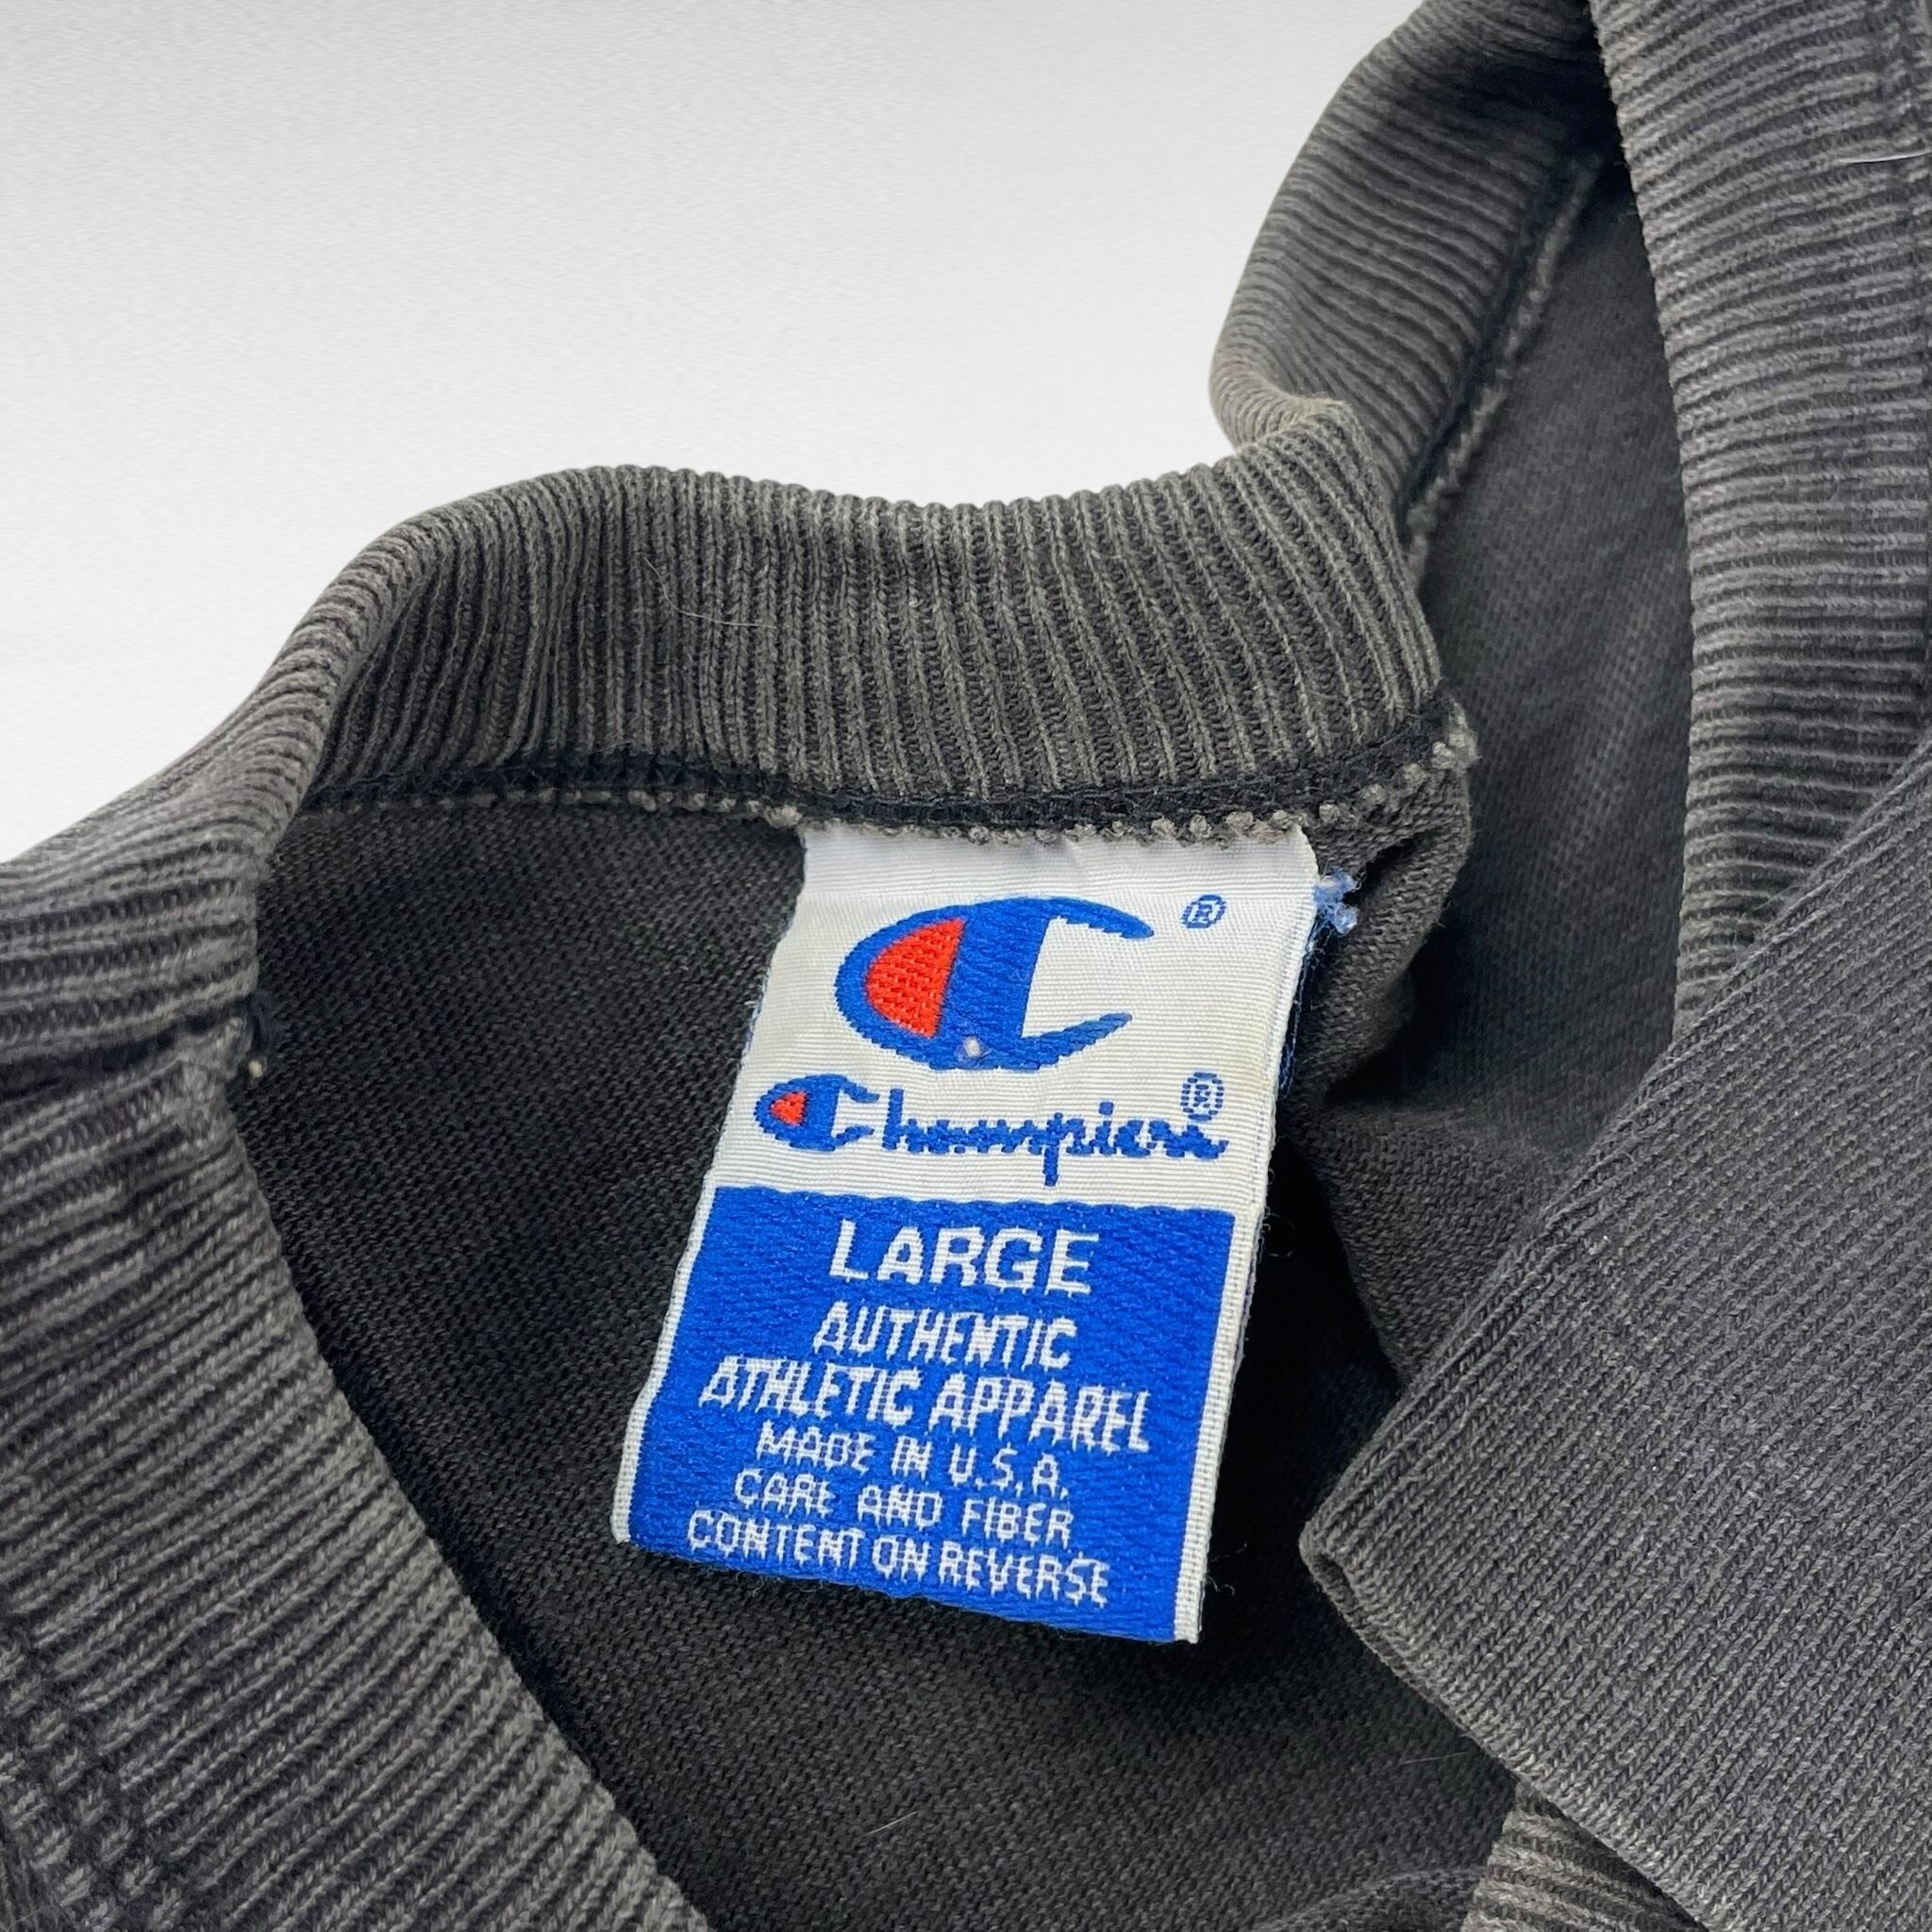 ®
Champion®
LARGE
AUTHENTIC
ATHLETIC APPAREL
MADE IN U.S.A.
CARE AND FIBER
CONTENT ON REVERSE